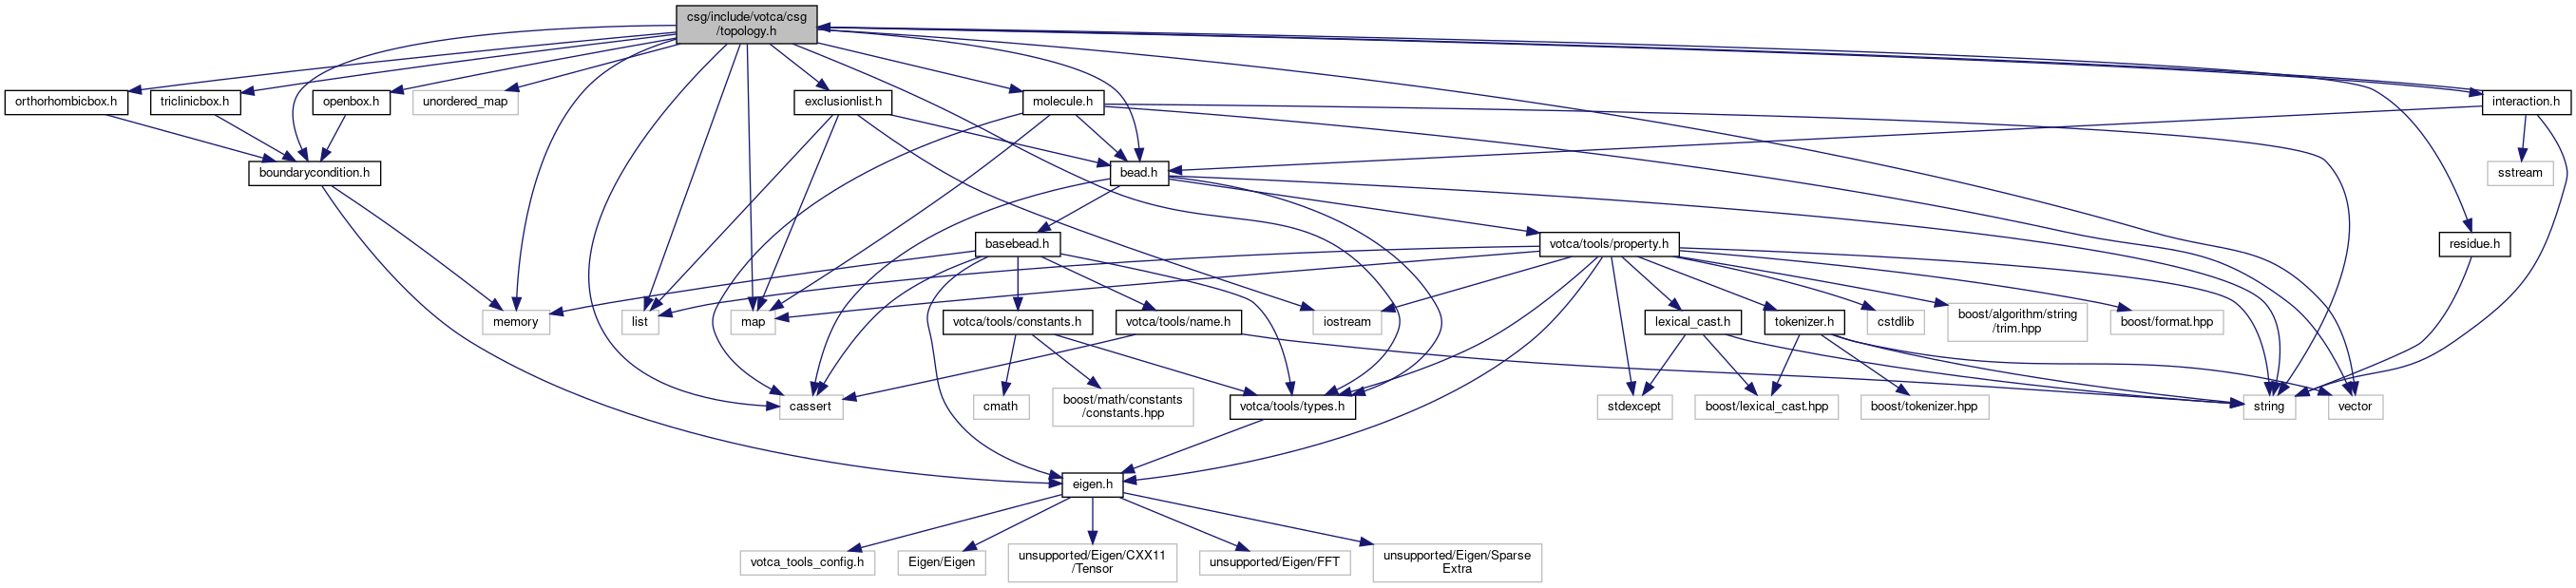 csg/include/votca/csg
/topology.h
orthorhombicbox.h
triclinicbox.h
openbox.h
unordered_map
exclusionlist.h
molecule.h
interaction.h
boundarycondition.h
bead.h
sstream
basebead.h
votca/tools/property.h
residue.h
memory
list
map
votca/tools/constants.h
votca/tools/name.h
iostream
lexical_cast.h
tokenizer.h
cstdlib
boost/algorithm/string
/trim.hpp
boost/format.hpp
cassert
cmath
boost/math/constants
/constants.hpp
votca/tools/types.h
stdexcept
boost/lexical_cast.hpp
boost/tokenizer.hpp
string
vector
eigen.h
votca_tools_config.h
Eigen/Eigen
unsupported/Eigen/CXX11
/Tensor
unsupported/Eigen/FFT
unsupported/Eigen/Sparse
Extra